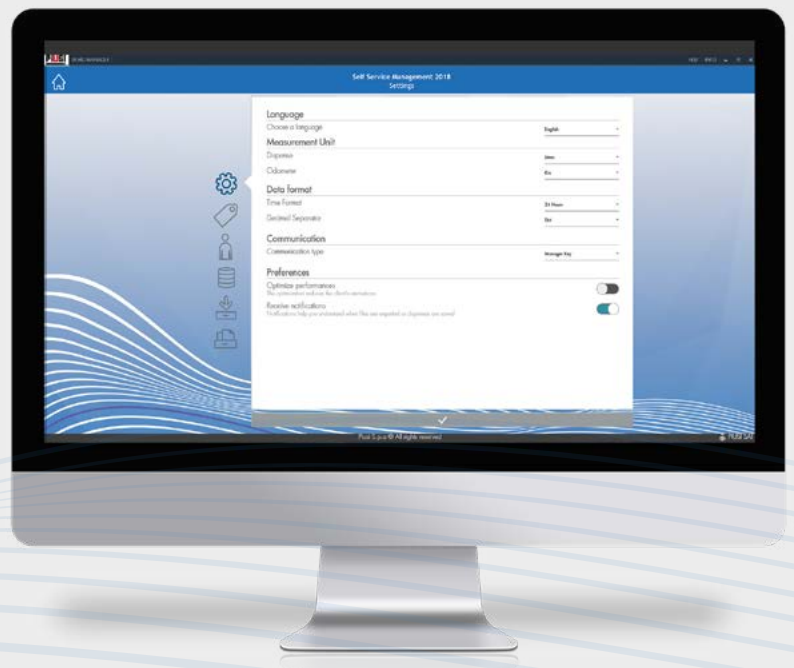 Self Service Management 2018
Settings
Language
Choose a language English
Measurement Unit
Dispenser
Odometer Km
Data format
Time Format 24 Hours
Decimal Separator Dot
Communication
Communication type Manager Key
Preferences
Optimize performances
Receive notifications
Piusi S.p.a © All rights reserved
PIUSI SAT